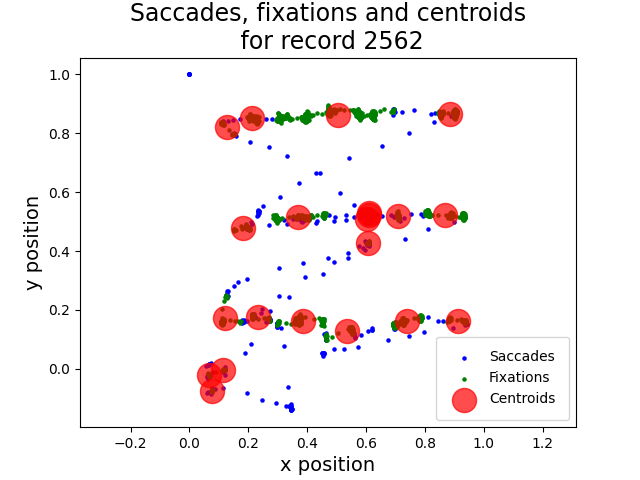 Saccades, fixations and centroids
for record 2562
y position
1.0
0.8
0.6
0.4
0.2
0.0
−0.2
0.0
0.2
0.4
0.6
0.8
1.0
1.2
x position
Saccades
Fixations
Centroids